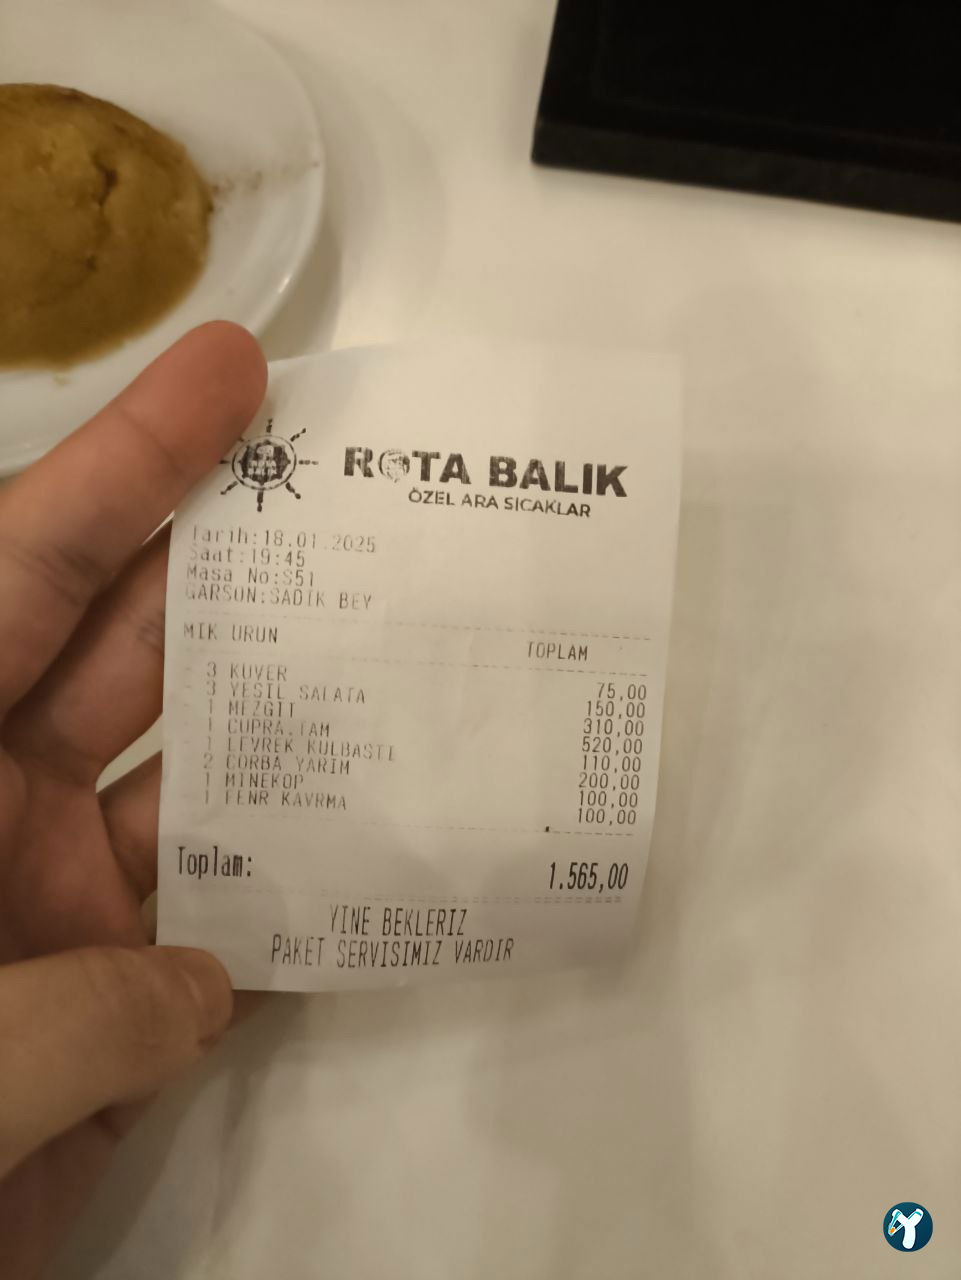 ROTA BALIK
ÖZEL ARA SICAKLAR
Tarih:18.01.2025
Saat:19:45
Masa No:S51
GARSON:SADIK BEY
MIK URUN TOPLAM
- 3 KUVER 75,00
- 3 YESIL SALATA 150,00
- 1 MEZGIT 310,00
- 1 CUPRA.TAM 520,00
- 1 LEVREK KULBASTI 110,00
- 2 CORBA YARIM 200,00
- 1 MINEKOP 100,00
- 1 FENR KAVRMA 100,00
Toplam: 1.565,00
YINE BEKLERIZ
PAKET SERVISIMIZ VARDIR